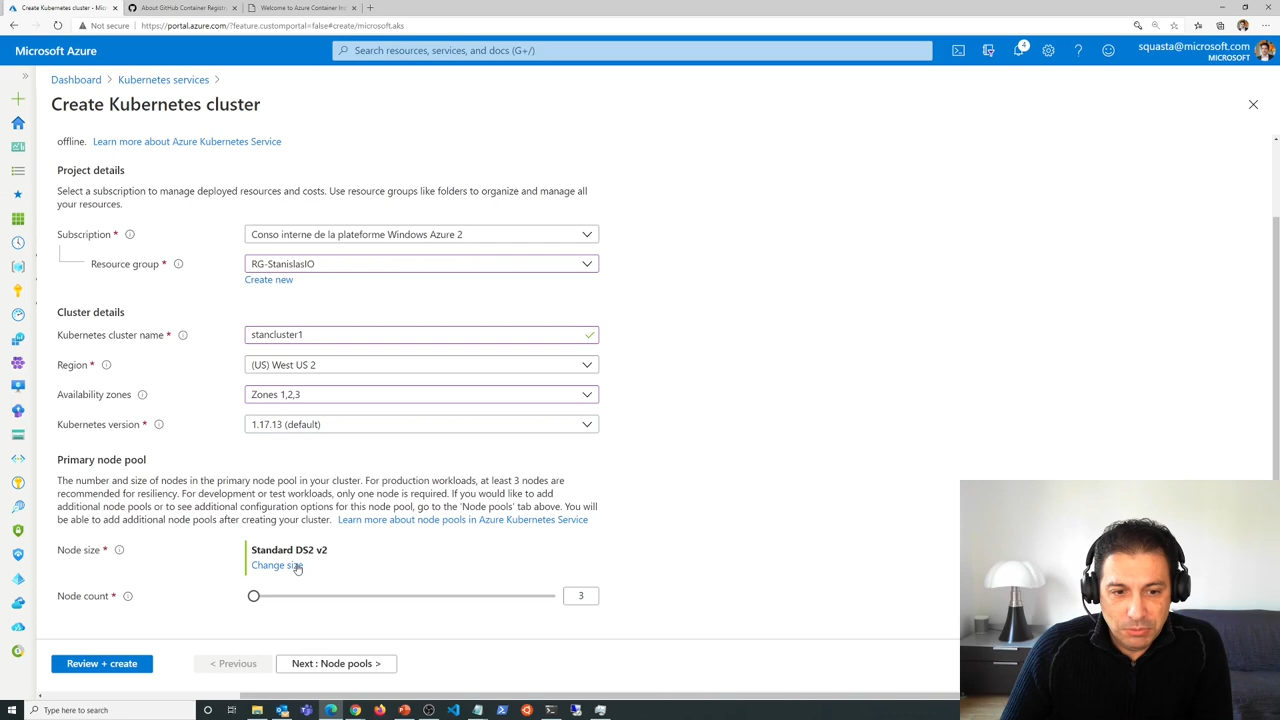 Create Kubernetes cluster - Mic
About GitHub Container Registry
Welcome to Azure Container Ins
Not secure
https://portal.azure.com/?feature.customportal=false#create/microsoft.aks
Microsoft Azure
Search resources, services, and docs (G+/)
4
squasta@microsoft.com
MICROSOFT
Dashboard > Kubernetes services >
Create Kubernetes cluster
offline. Learn more about Azure Kubernetes Service
Project details
Select a subscription to manage deployed resources and costs. Use resource groups like folders to organize and manage all
your resources.
Subscription *
Conso interne de la plateforme Windows Azure 2
Resource group *
RG-StanislasIO
Create new
Cluster details
Kubernetes cluster name *
stancluster1
Region *
(US) West US 2
Availability zones
Zones 1,2,3
Kubernetes version *
1.17.13 (default)
Primary node pool
The number and size of nodes in the primary node pool in your cluster. For production workloads, at least 3 nodes are
recommended for resiliency. For development or test workloads, only one node is required. If you would like to add
additional node pools or to see additional configuration options for this node pool, go to the 'Node pools' tab above. You will
be able to add additional node pools after creating your cluster. Learn more about node pools in Azure Kubernetes Service
Node size *
Standard DS2 v2
Change size
Node count *
3
Review + create
< Previous
Next : Node pools >
Type here to search